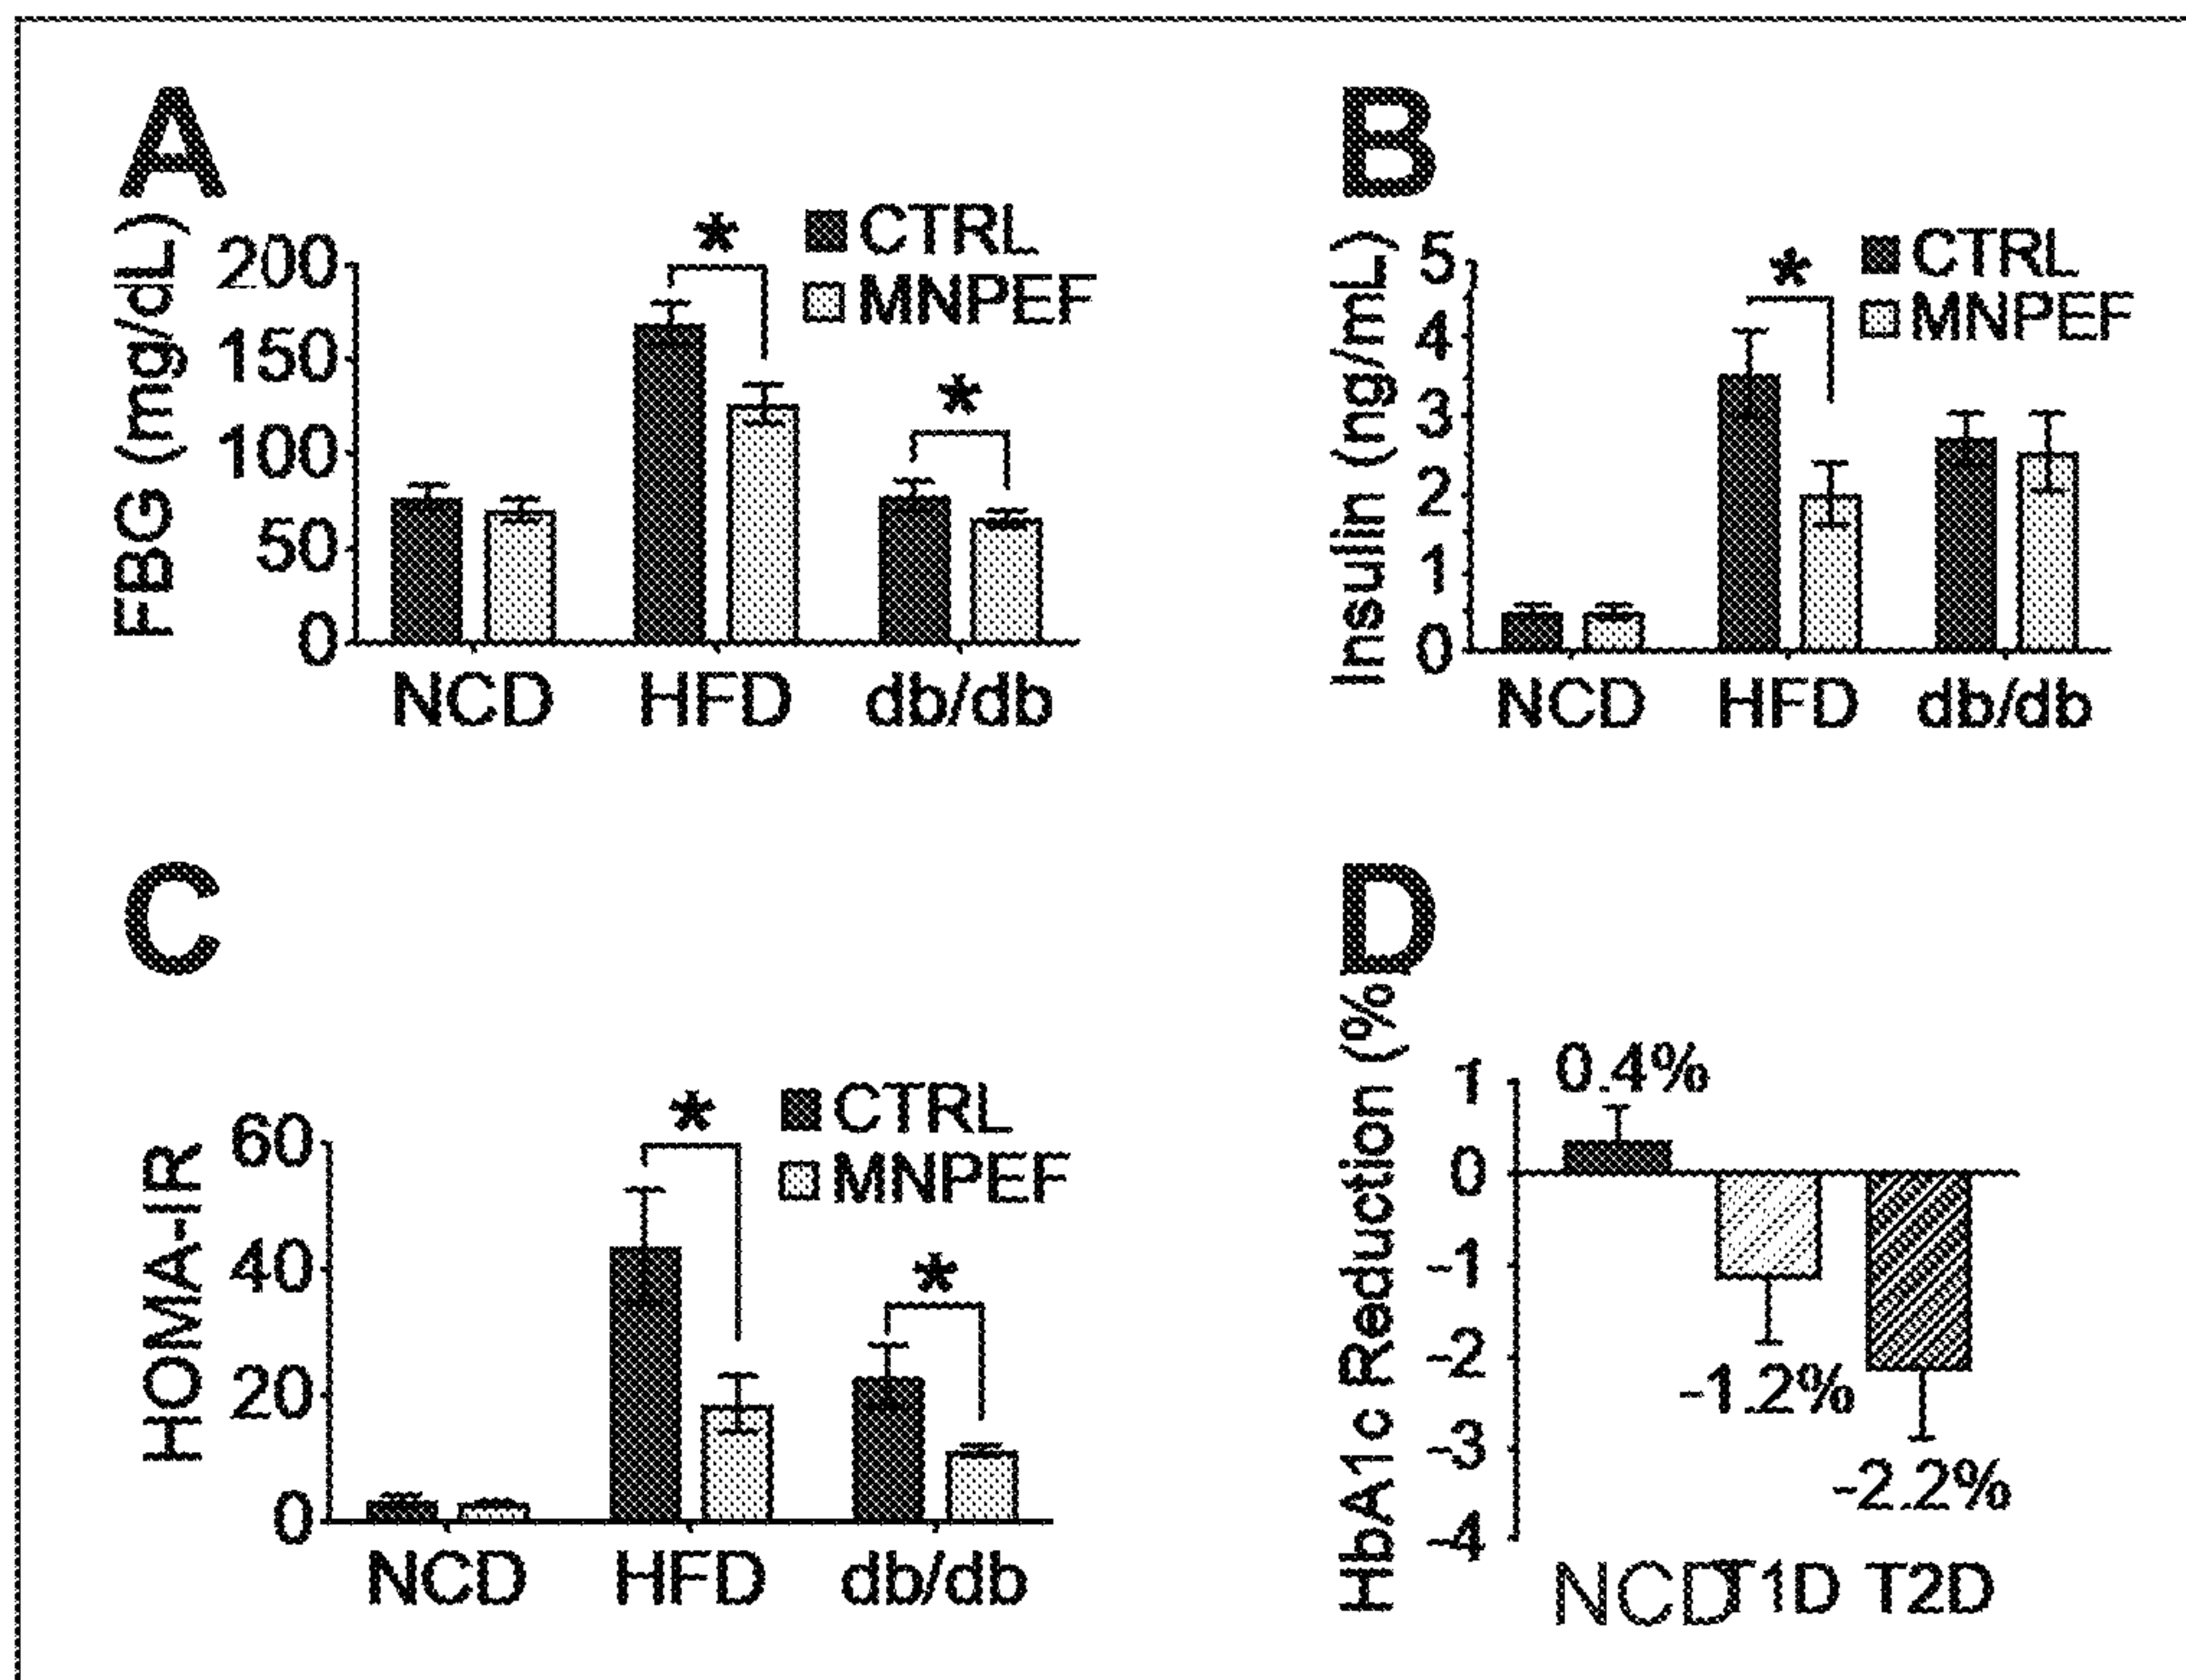 A
FBG (mg/dL)
200
150
100
50
0
*
*
CTRL
MNPEF
NCD HFD db/db
B
Insulin (ng/mL)
5
4
3
2
1
0
*
CTRL
MNPEF
NCD HFD db/db
C
HOMA-IR
60
40
20
0
*
*
CTRL
MNPEF
NCD HFD db/db
D
HbA1c Reduction (%)
1
0
-1
-2
-3
-4
0.4%
-1.2%
-2.2%
NCD T1D T2D